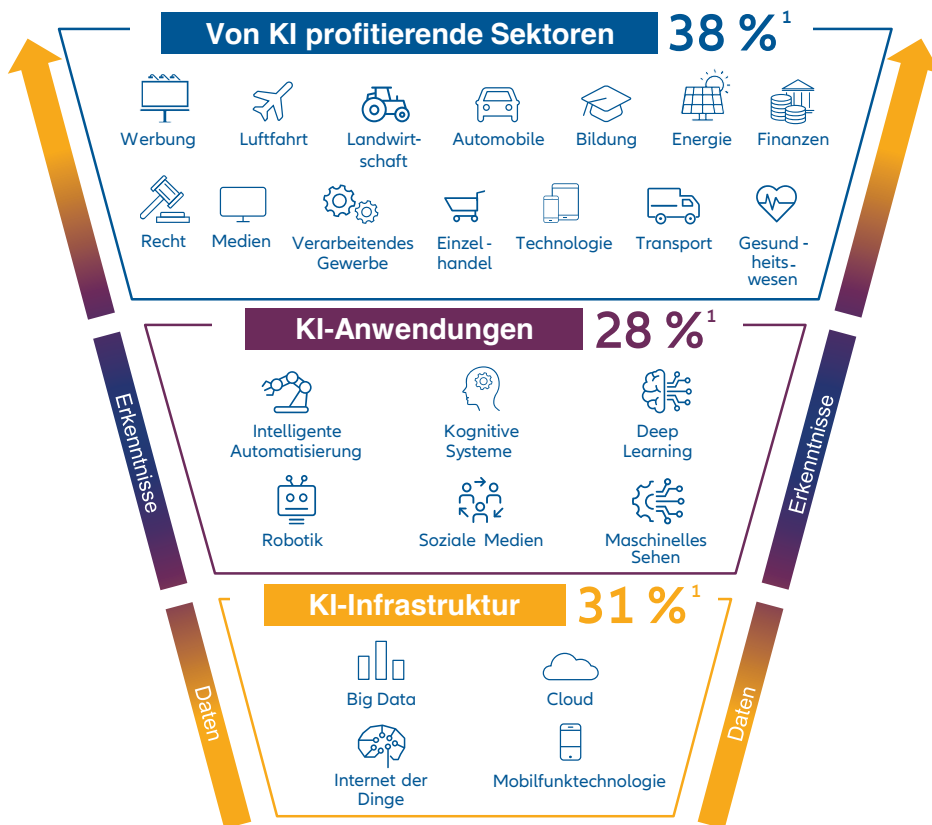 Von KI profitierende Sektoren 38 %¹
Werbung Luftfahrt Landwirt- Automobile Bildung Energie Finanzen
schaft
Recht Medien Verarbeitendes Einzel- Technologie Transport Gesund-
Gewerbe handel heits-
wesen
KI-Anwendungen 28 %¹
Erkenntnisse
Erkenntnisse
Intelligente Kognitive Deep
Automatisierung Systeme Learning
Robotik Soziale Medien Maschinelles
Sehen
KI-Infrastruktur 31 %¹
Daten
Daten
Big Data Cloud
Internet der Mobilfunktechnologie
Dinge